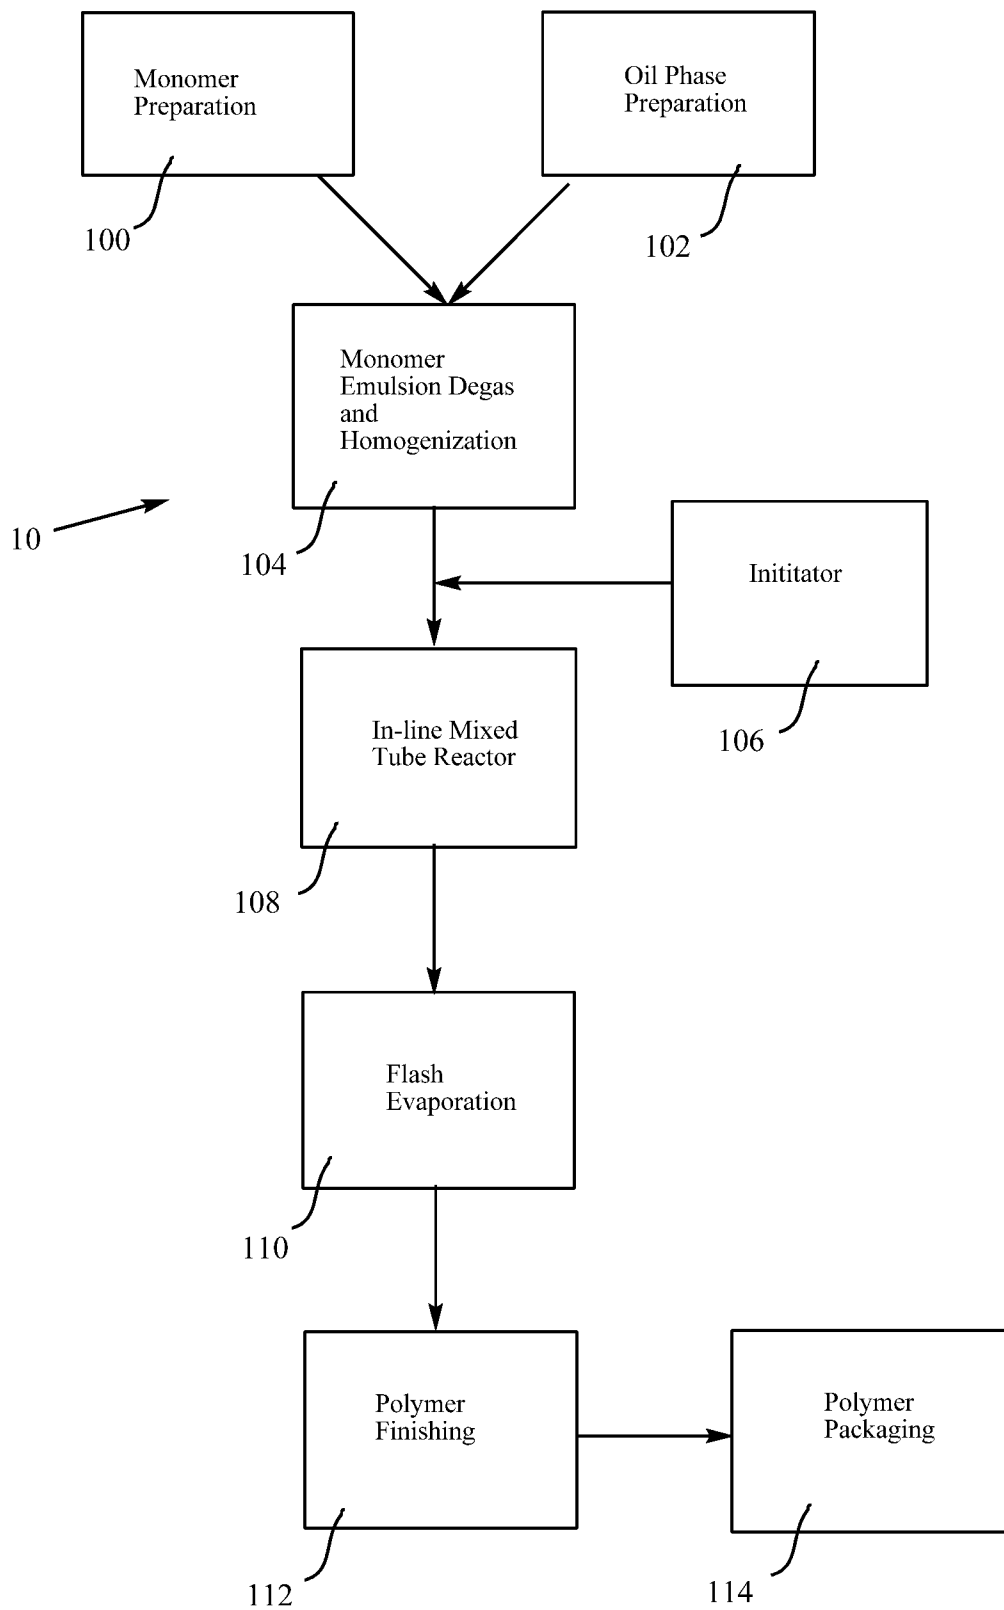 Monomer
Preparation
100
Oil Phase
Preparation
102
Monomer
Emulsion Degas
and
Homogenization
104
10
Inititator
106
In-line Mixed
Tube Reactor
108
Flash
Evaporation
110
Polymer
Finishing
112
Polymer
Packaging
114